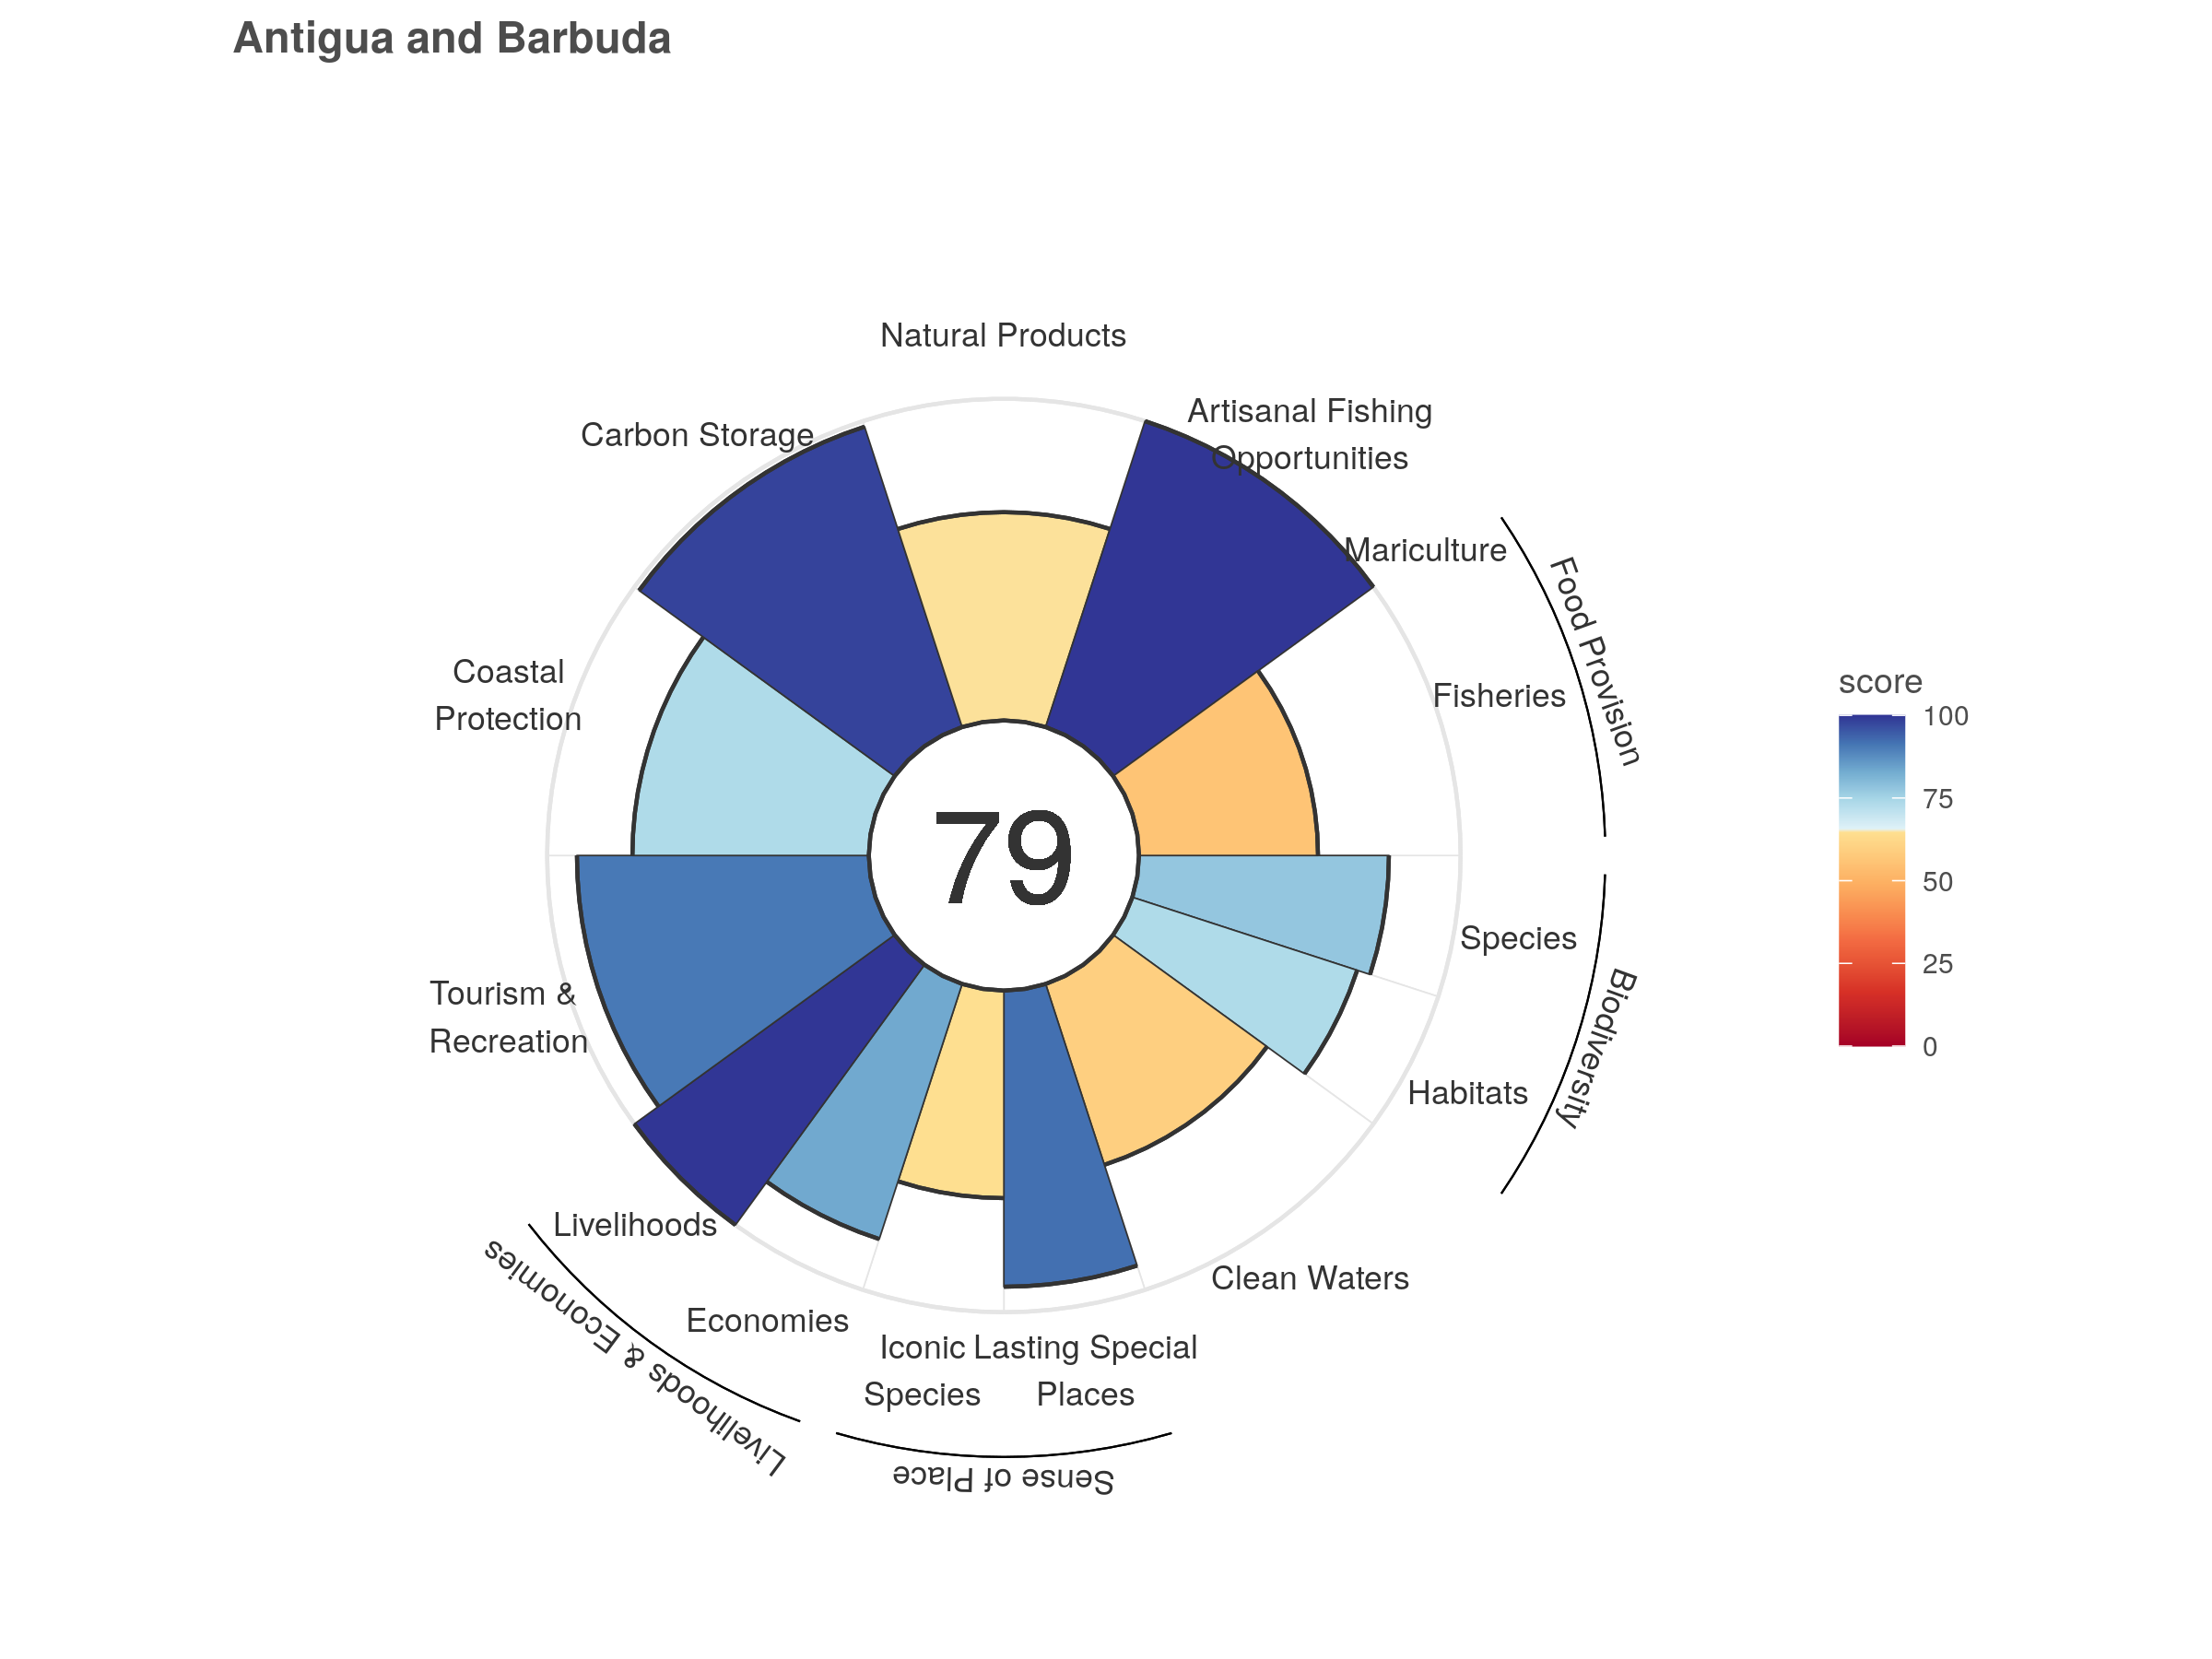 Antigua and Barbuda
Natural Products
Artisanal Fishing
Opportunities
Carbon Storage
Mariculture
Food Provision
Fisheries
Coastal
Protection
79
score
100
75
50
25
0
Species
Biodiversity
Habitats
Tourism &
Recreation
Livelihoods
Livelihoods & Economies
Economies
Clean Waters
Iconic
Species
Lasting Special
Places
Sense of Place